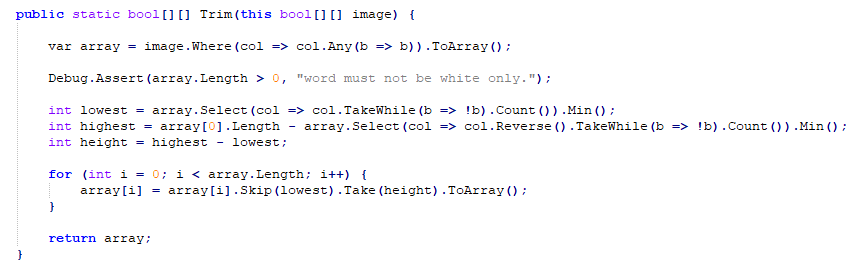 public static bool[][] Trim(this bool[][] image) {
var array = image.Where(col => col.Any(b => b)).ToArray();
Debug.Assert(array.Length > 0, "word must not be white only.");
int lowest = array.Select(col => col.TakeWhile(b => !b).Count()).Min();
int highest = array[0].Length - array.Select(col => col.Reverse().TakeWhile(b => !b).Count()).Min();
int height = highest - lowest;
for (int i = 0; i < array.Length; i++) {
array[i] = array[i].Skip(lowest).Take(height).ToArray();
}
return array;
}